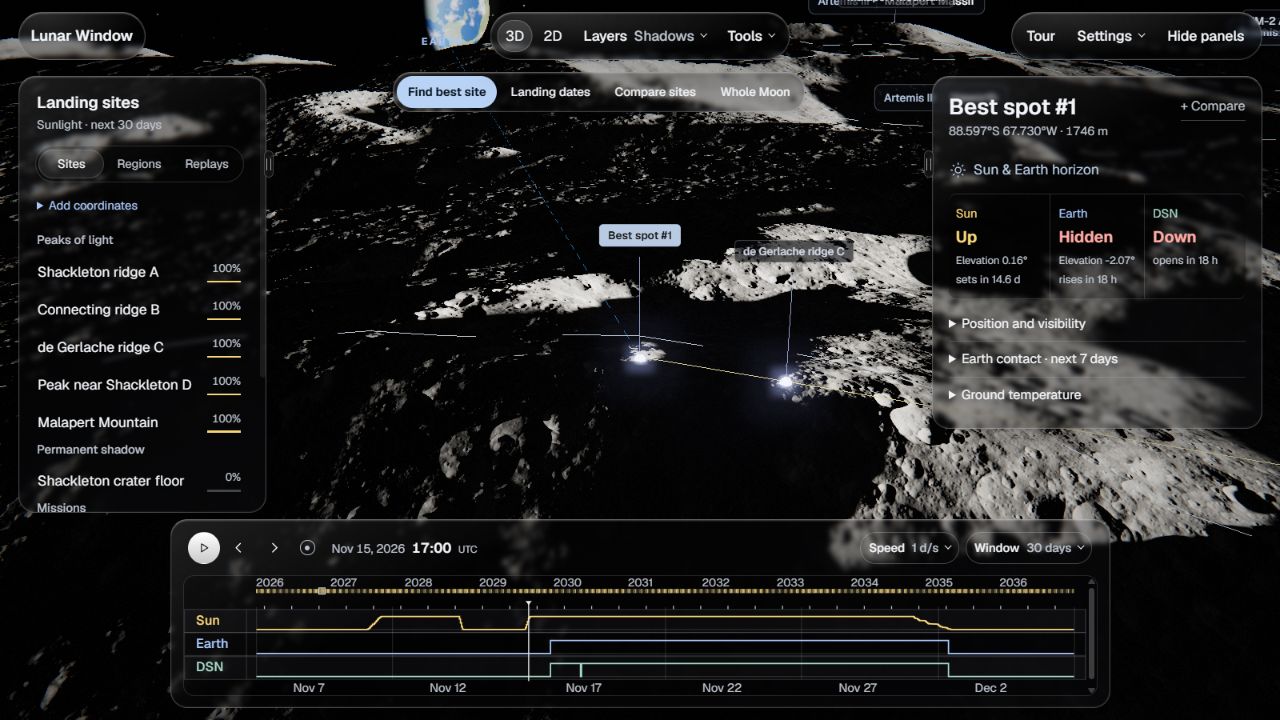 Lunar Window
3D 2D Layers Shadows Tools
Tour Settings Hide panels
Find best site Landing dates Compare sites Whole Moon
Landing sites
Sunlight · next 30 days
Sites Regions Replays
Add coordinates
Peaks of light
Shackleton ridge A 100%
Connecting ridge B 100%
de Gerlache ridge C 100%
Peak near Shackleton D 100%
Malapert Mountain 100%
Permanent shadow
Shackleton crater floor 0%
Missions
Best spot #1
de Gerlache ridge C
Best spot #1 + Compare
88.597°S 67.730°W · 1746 m
Sun & Earth horizon
Sun Earth DSN
Up Hidden Down
Elevation 0.16° Elevation -2.07° opens in 18 h
sets in 14.6 d rises in 18 h
Position and visibility
Earth contact · next 7 days
Ground temperature
Nov 15, 2026 17:00 UTC
Speed 1 d/s Window 30 days
2026 2027 2028 2029 2030 2031 2032 2033 2034 2035 2036
Sun
Earth
DSN
Nov 7 Nov 12 Nov 17 Nov 22 Nov 27 Dec 2